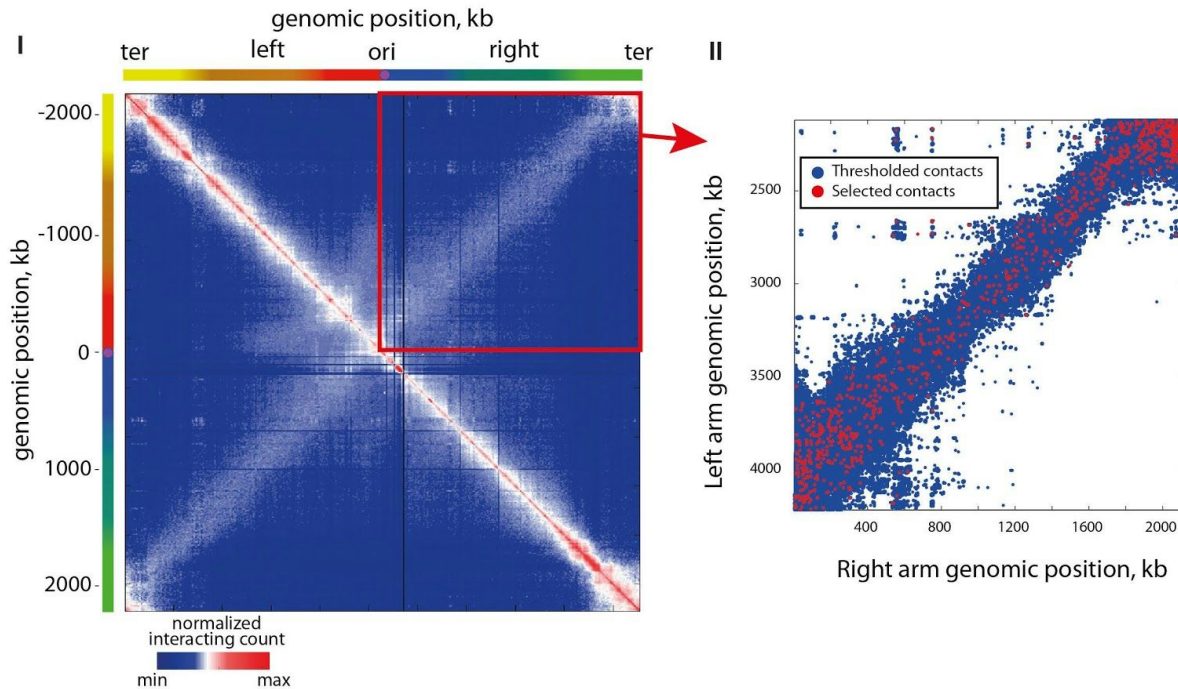 genomic position, kb
I
II
ter left ori right ter
genomic position, kb
-2000
-1000
0
1000
2000
normalized
interacting count
min max
Thresholded contacts
Selected contacts
Left arm genomic position, kb
2500
3000
3500
4000
400 800 1200 1600 2000
Right arm genomic position, kb